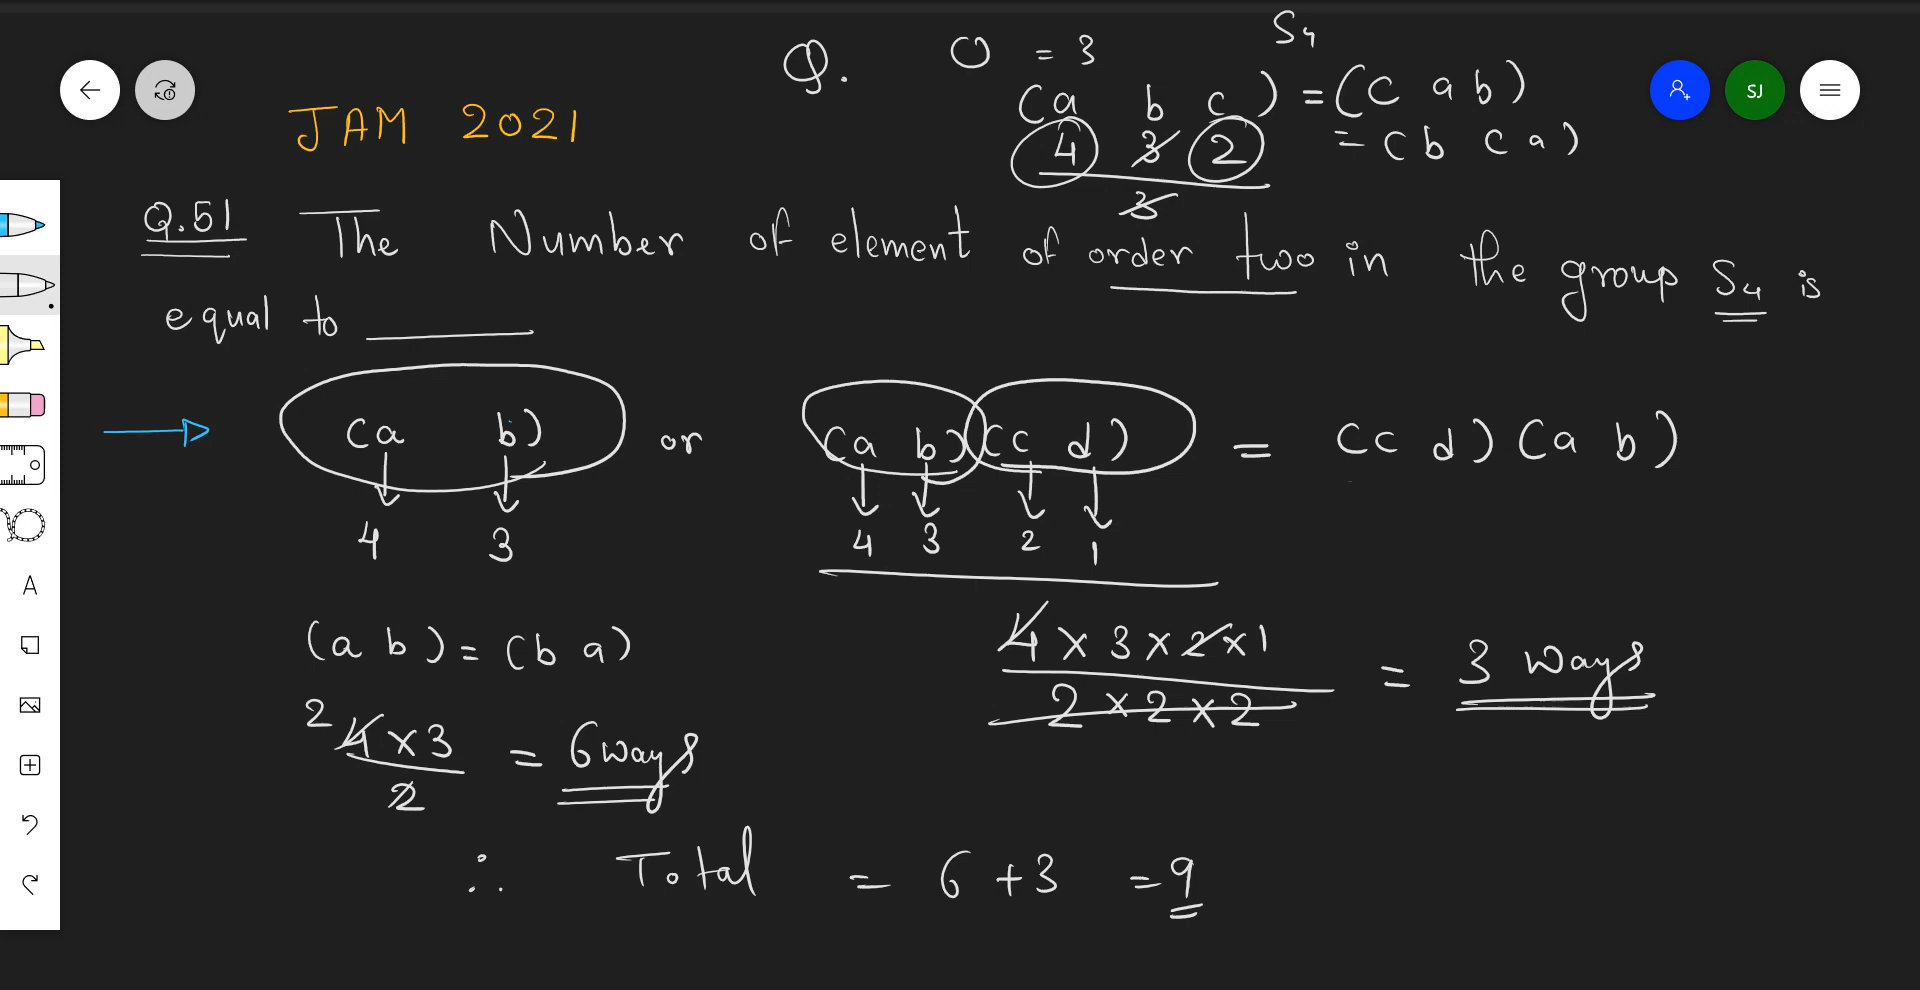 S₄
Q. O = 3
(a b c) = (c a b)
4 3 2 = (b c a)
3
SJ
JAM 2021
Q.51 The Number of element of order two in the group S₄ is
equal to ______
(a b) or (a b)(c d) = (c d)(a b)
4 3 4 3 2 1
(a b) = (b a)
4 x 3 x 2 x 1
2 x 2 x 2
= 3 ways
2
4 x 3
2
= 6 ways
∴ Total = 6 + 3 = 9
A